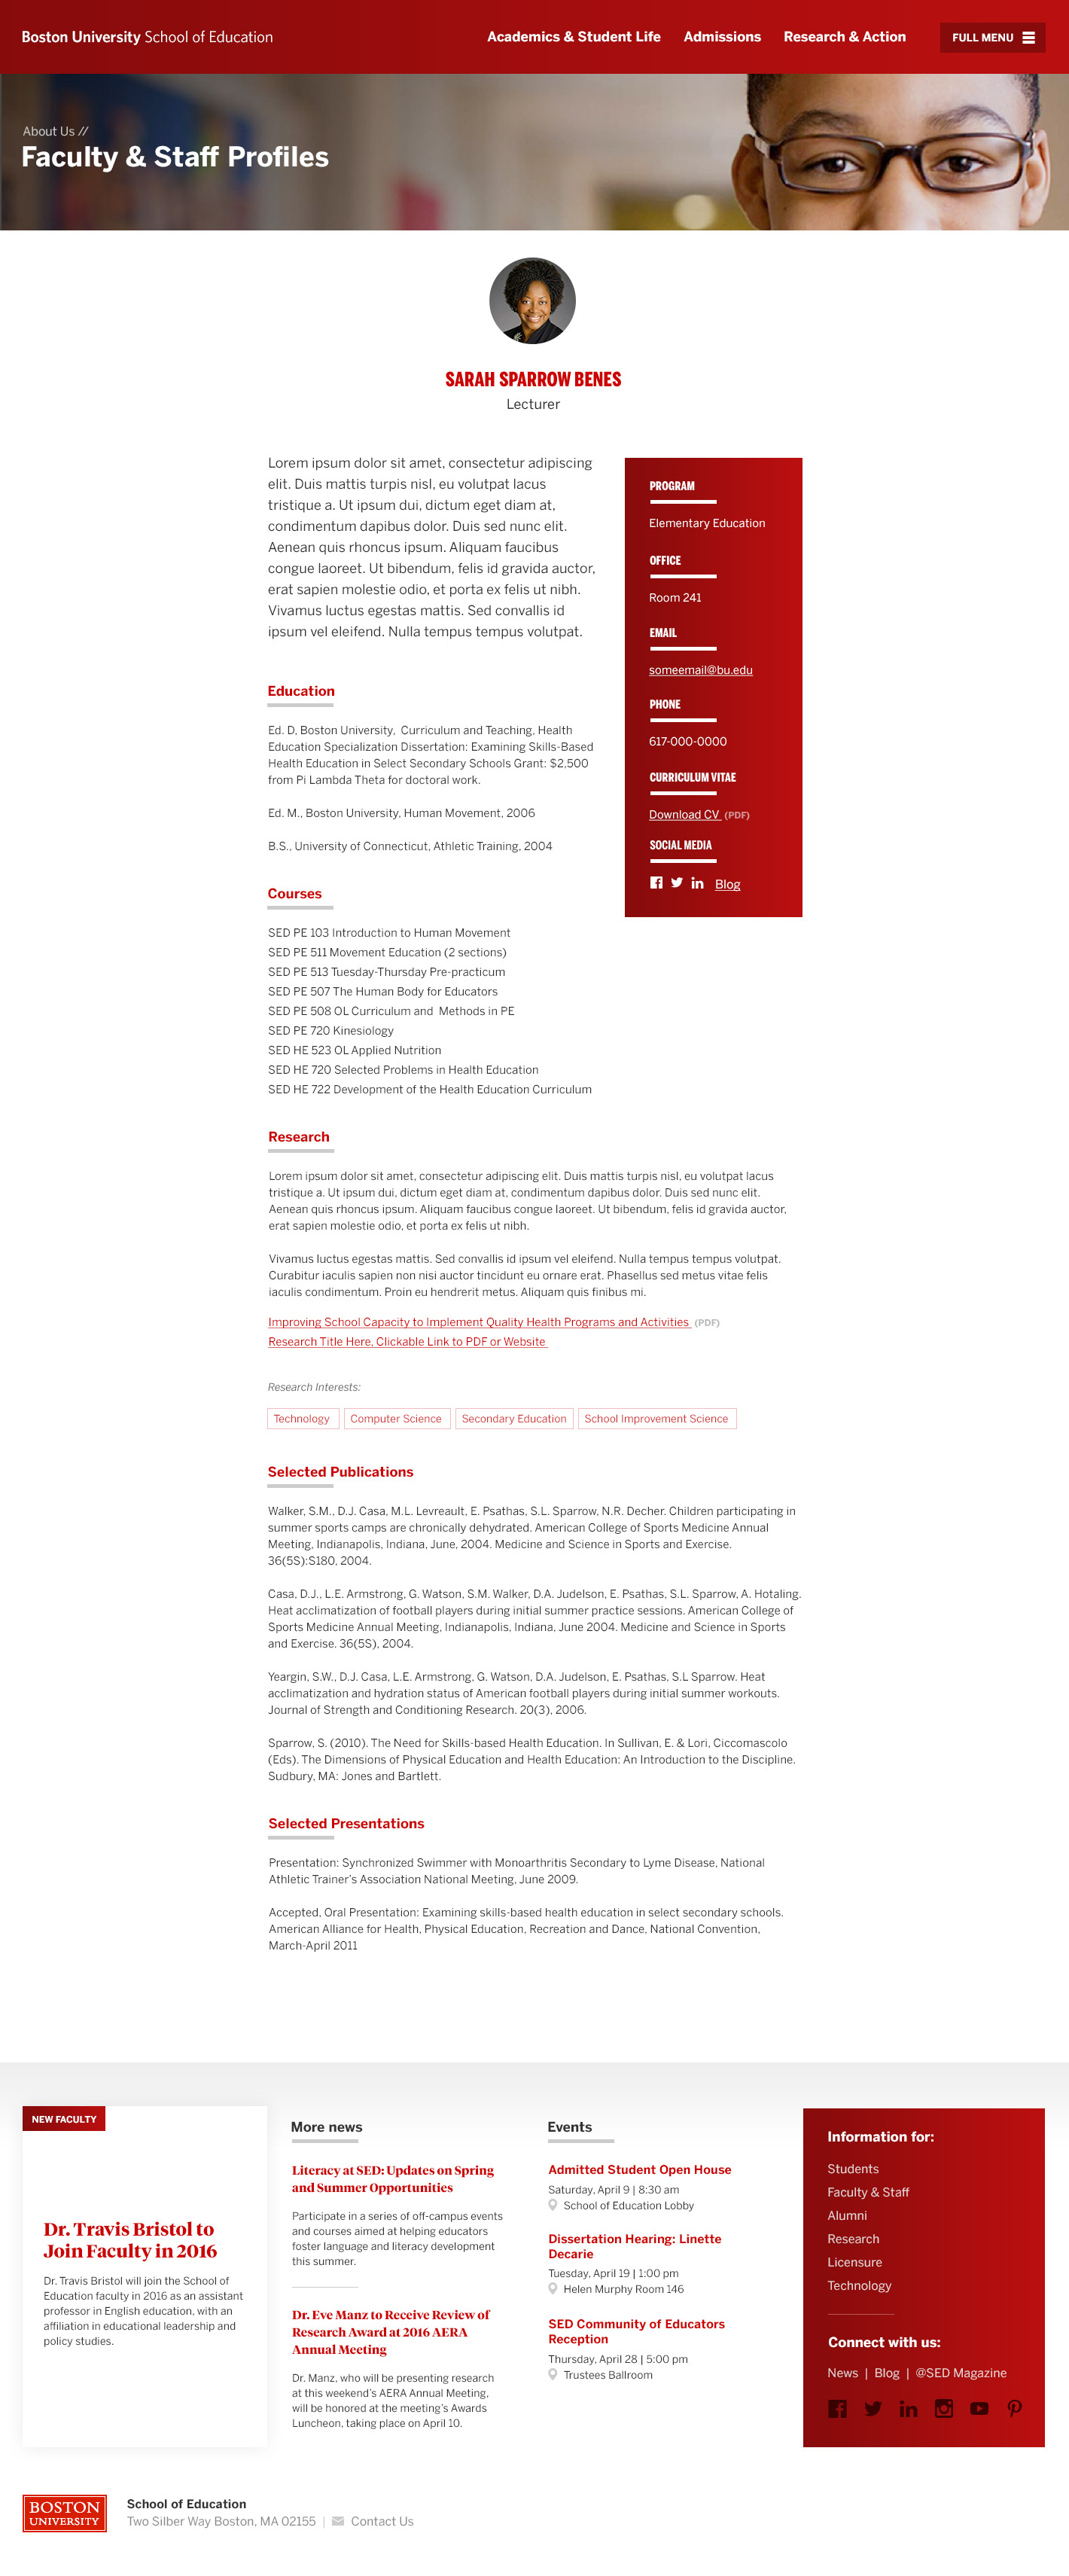 Boston University School of Education
Academics & Student Life
Admissions
Research & Action
FULL MENU
About Us //
Faculty & Staff Profiles
SARAH SPARROW BENES
Lecturer
Lorem ipsum dolor sit amet, consectetur adipiscing
elit. Duis mattis turpis nisl, eu volutpat lacus
tristique a. Ut ipsum dui, dictum eget diam at,
condimentum dapibus dolor. Duis sed nunc elit.
Aenean quis rhoncus ipsum. Aliquam faucibus
congue laoreet. Ut bibendum, felis id gravida auctor,
erat sapien molestie odio, et porta ex felis ut nibh.
Vivamus luctus egestas mattis. Sed convallis id
ipsum vel eleifend. Nulla tempus tempus volutpat.
PROGRAM
Elementary Education
OFFICE
Room 241
EMAIL
someemail@bu.edu
PHONE
617-000-0000
CURRICULUM VITAE
Download CV (PDF)
SOCIAL MEDIA
Blog
Education
Ed. D, Boston University,  Curriculum and Teaching, Health
Education Specialization Dissertation: Examining Skills-Based
Health Education in Select Secondary Schools Grant: $2,500
from Pi Lambda Theta for doctoral work.
Ed. M., Boston University, Human Movement, 2006
B.S., University of Connecticut, Athletic Training, 2004
Courses
SED PE 103 Introduction to Human Movement
SED PE 511 Movement Education (2 sections)
SED PE 513 Tuesday-Thursday Pre-practicum
SED PE 507 The Human Body for Educators
SED PE 508 OL Curriculum and  Methods in PE
SED PE 720 Kinesiology
SED HE 523 OL Applied Nutrition
SED HE 720 Selected Problems in Health Education
SED HE 722 Development of the Health Education Curriculum
Research
Lorem ipsum dolor sit amet, consectetur adipiscing elit. Duis mattis turpis nisl, eu volutpat lacus
tristique a. Ut ipsum dui, dictum eget diam at, condimentum dapibus dolor. Duis sed nunc elit.
Aenean quis rhoncus ipsum. Aliquam faucibus congue laoreet. Ut bibendum, felis id gravida auctor,
erat sapien molestie odio, et porta ex felis ut nibh.
Vivamus luctus egestas mattis. Sed convallis id ipsum vel eleifend. Nulla tempus tempus volutpat.
Curabitur iaculis sapien non nisi auctor tincidunt eu ornare erat. Phasellus sed metus vitae felis
iaculis condimentum. Proin eu hendrerit metus. Aliquam quis finibus mi.
Improving School Capacity to Implement Quality Health Programs and Activities (PDF)
Research Title Here, Clickable Link to PDF or Website
Research Interests:
Technology
Computer Science
Secondary Education
School Improvement Science
Selected Publications
Walker, S.M., D.J. Casa, M.L. Levreault, E. Psathas, S.L. Sparrow, N.R. Decher. Children participating in
summer sports camps are chronically dehydrated. American College of Sports Medicine Annual
Meeting, Indianapolis, Indiana, June, 2004. Medicine and Science in Sports and Exercise.
36(5S):S180, 2004.
Casa, D.J., L.E. Armstrong, G. Watson, S.M. Walker, D.A. Judelson, E. Psathas, S.L. Sparrow, A. Hotaling.
Heat acclimatization of football players during initial summer practice sessions. American College of
Sports Medicine Annual Meeting, Indianapolis, Indiana, June 2004. Medicine and Science in Sports
and Exercise. 36(5S), 2004.
Yeargin, S.W., D.J. Casa, L.E. Armstrong, G. Watson, D.A. Judelson, E. Psathas, S.L Sparrow. Heat
acclimatization and hydration status of American football players during initial summer workouts.
Journal of Strength and Conditioning Research. 20(3), 2006.
Sparrow, S. (2010). The Need for Skills-based Health Education. In Sullivan, E. & Lori, Ciccomascolo
(Eds). The Dimensions of Physical Education and Health Education: An Introduction to the Discipline.
Sudbury, MA: Jones and Bartlett.
Selected Presentations
Presentation: Synchronized Swimmer with Monoarthritis Secondary to Lyme Disease, National
Athletic Trainer's Association National Meeting, June 2009.
Accepted, Oral Presentation: Examining skills-based health education in select secondary schools.
American Alliance for Health, Physical Education, Recreation and Dance, National Convention,
March-April 2011
NEW FACULTY
Dr. Travis Bristol to
Join Faculty in 2016
Dr. Travis Bristol will join the School of
Education faculty in 2016 as an assistant
professor in English education, with an
affiliation in educational leadership and
policy studies.
More news
Literacy at SED: Updates on Spring
and Summer Opportunities
Participate in a series of off-campus events
and courses aimed at helping educators
foster language and literacy development
this summer.
Dr. Eve Manz to Receive Review of
Research Award at 2016 AERA
Annual Meeting
Dr. Manz, who will be presenting research
at this weekend's AERA Annual Meeting,
will be honored at the meeting's Awards
Luncheon, taking place on April 10.
Events
Admitted Student Open House
Saturday, April 9 | 8:30 am
School of Education Lobby
Dissertation Hearing: Linette
Decarie
Tuesday, April 19 | 1:00 pm
Helen Murphy Room 146
SED Community of Educators
Reception
Thursday, April 28 | 5:00 pm
Trustees Ballroom
Information for:
Students
Faculty & Staff
Alumni
Research
Licensure
Technology
Connect with us:
News | Blog | @SED Magazine
BOSTON
UNIVERSITY
School of Education
Two Silber Way Boston, MA 02155 | Contact Us